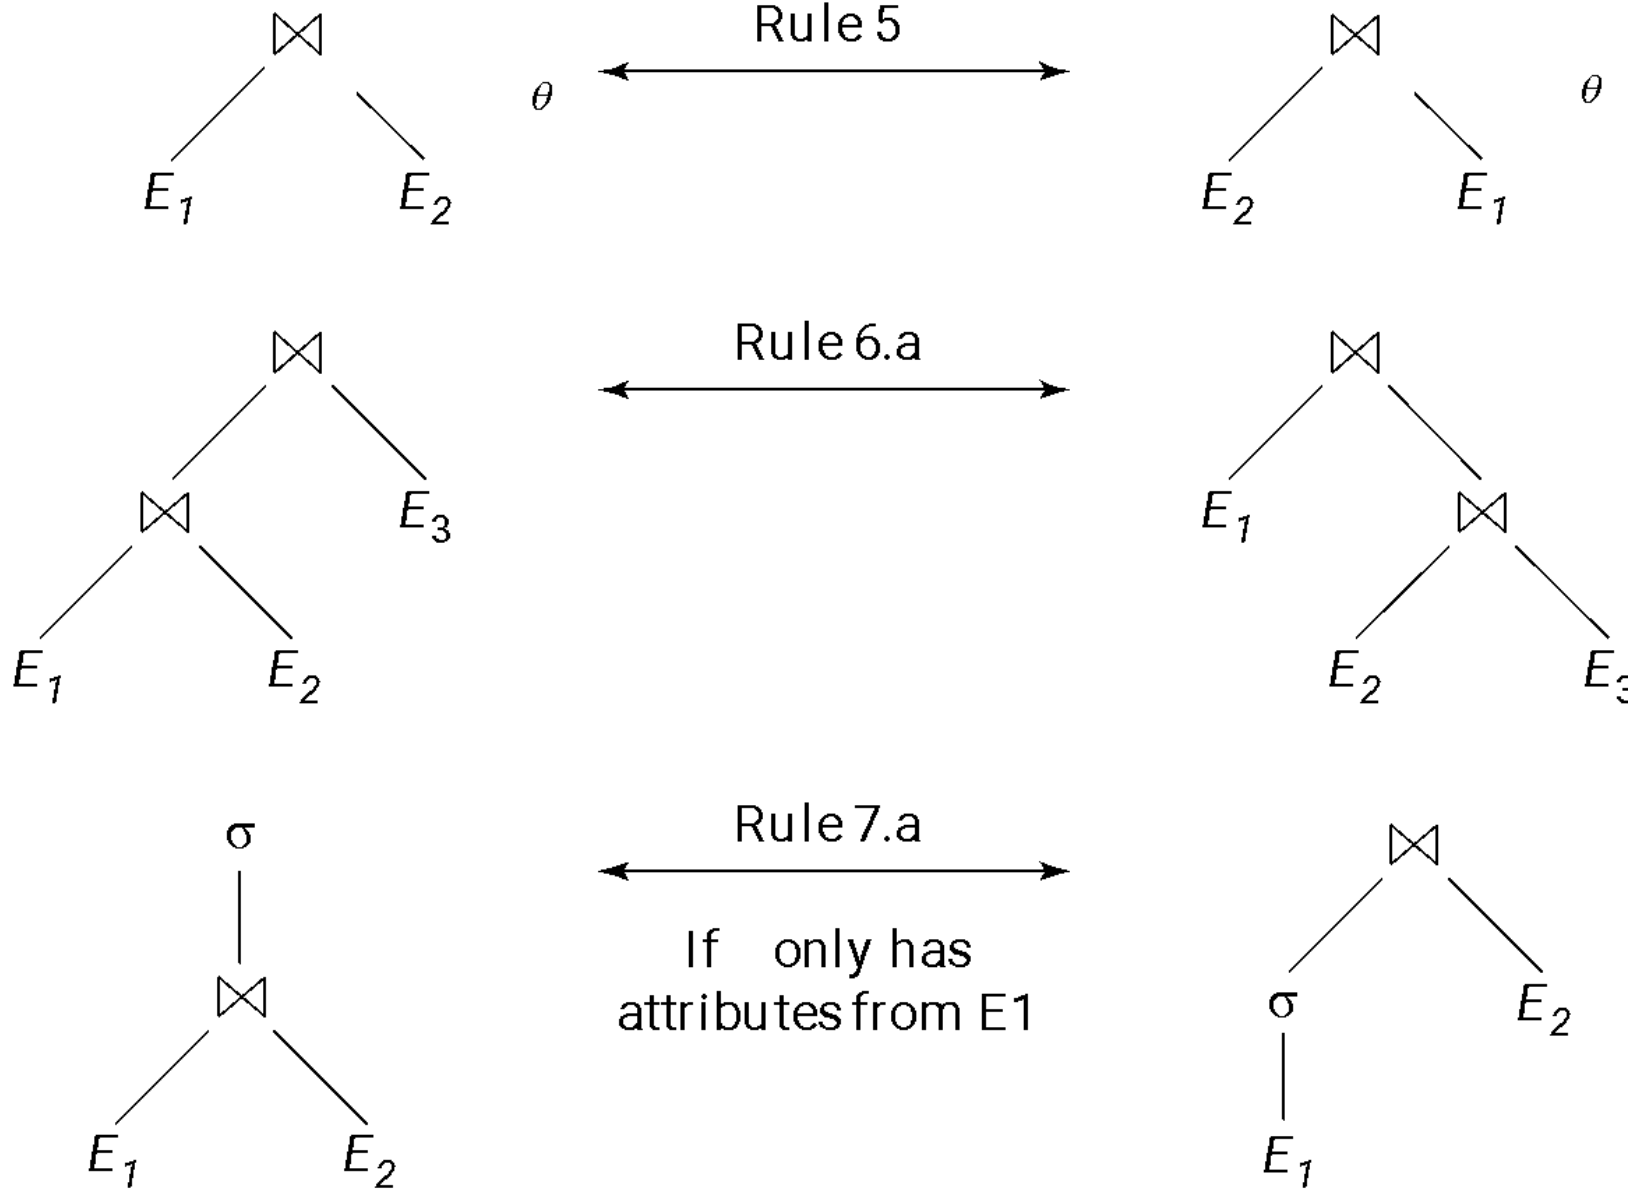 ⋈ Rule 5 ⋈
θ θ
E1 E2 E2 E1
⋈ Rule 6.a ⋈
⋈ E3 E1 ⋈
E1 E2 E2 E3
σ Rule 7.a ⋈
If only has
attributes from E1
⋈ σ E2
E1 E2 E1